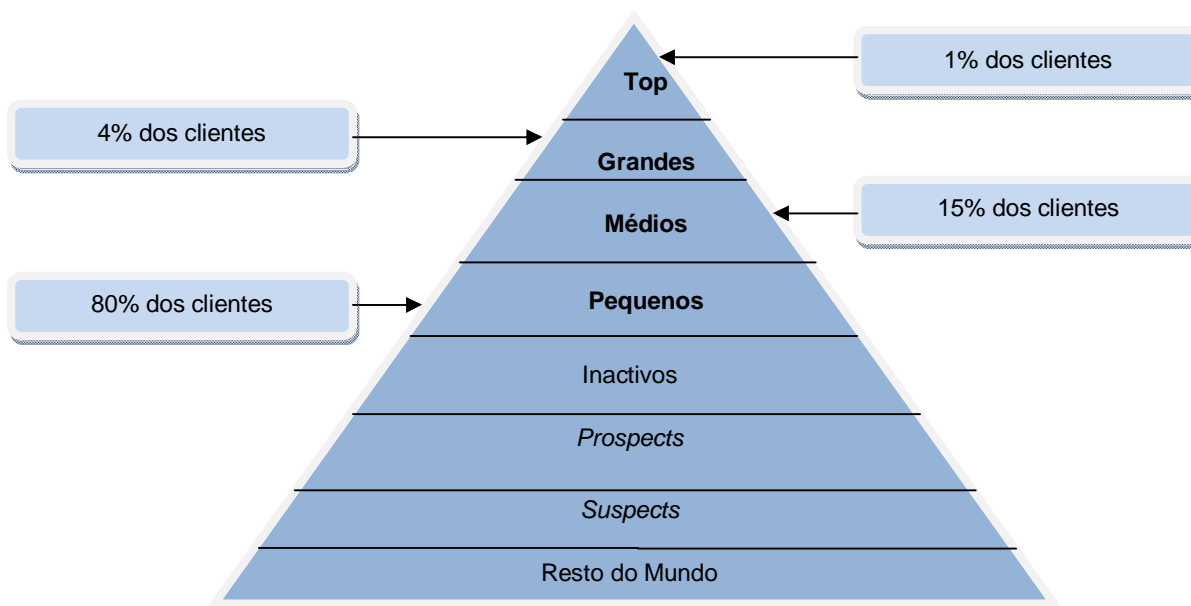 1% dos clientes
Top
4% dos clientes
Grandes
15% dos clientes
Médios
80% dos clientes
Pequenos
Inactivos
Prospects
Suspects
Resto do Mundo